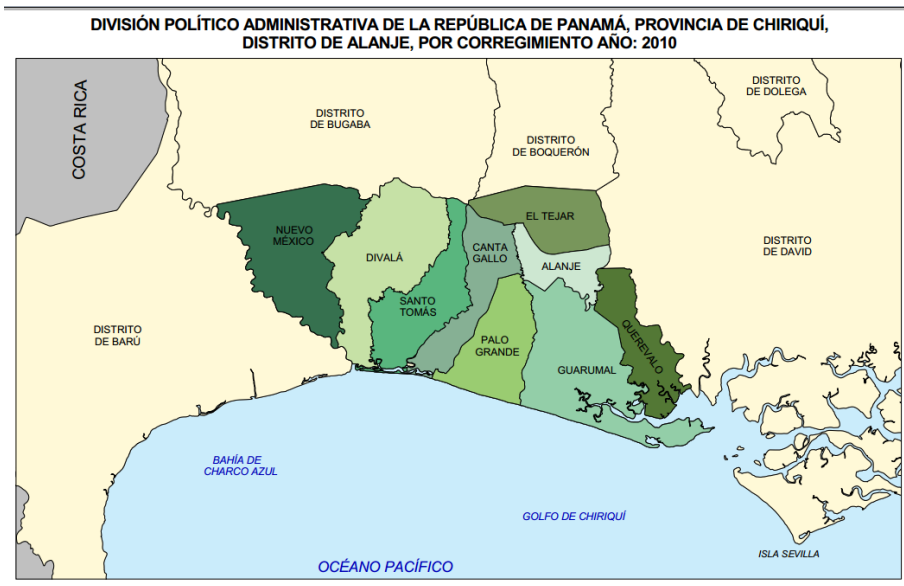 DIVISIÓN POLÍTICO ADMINISTRATIVA DE LA REPÚBLICA DE PANAMÁ, PROVINCIA DE CHIRIQUÍ,
DISTRITO DE ALANJE, POR CORREGIMIENTO AÑO: 2010
COSTA RICA
DISTRITO
DE BUGABA
DISTRITO
DE BOQUERÓN
DISTRITO
DE DOLEGA
NUEVO
MÉXICO
DIVALÁ
SANTO
TOMÁS
CANTA
GALLO
EL TEJAR
ALANJE
DISTRITO
DE DAVID
DISTRITO
DE BARÚ
PALO
GRANDE
GUARUMAL
QUEREVALO
BAHÍA DE
CHARCO AZUL
GOLFO DE CHIRIQUÍ
ISLA SEVILLA
OCÉANO PACÍFICO